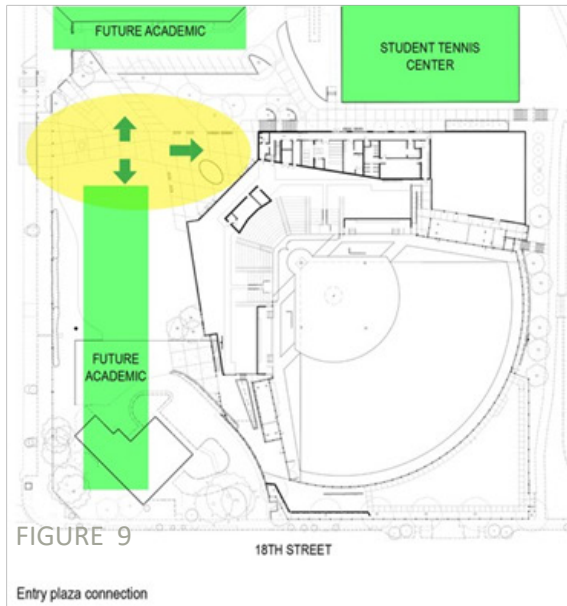 FUTURE ACADEMIC
STUDENT TENNIS
CENTER
FUTURE
ACADEMIC
FIGURE 9
18TH STREET
Entry plaza connection